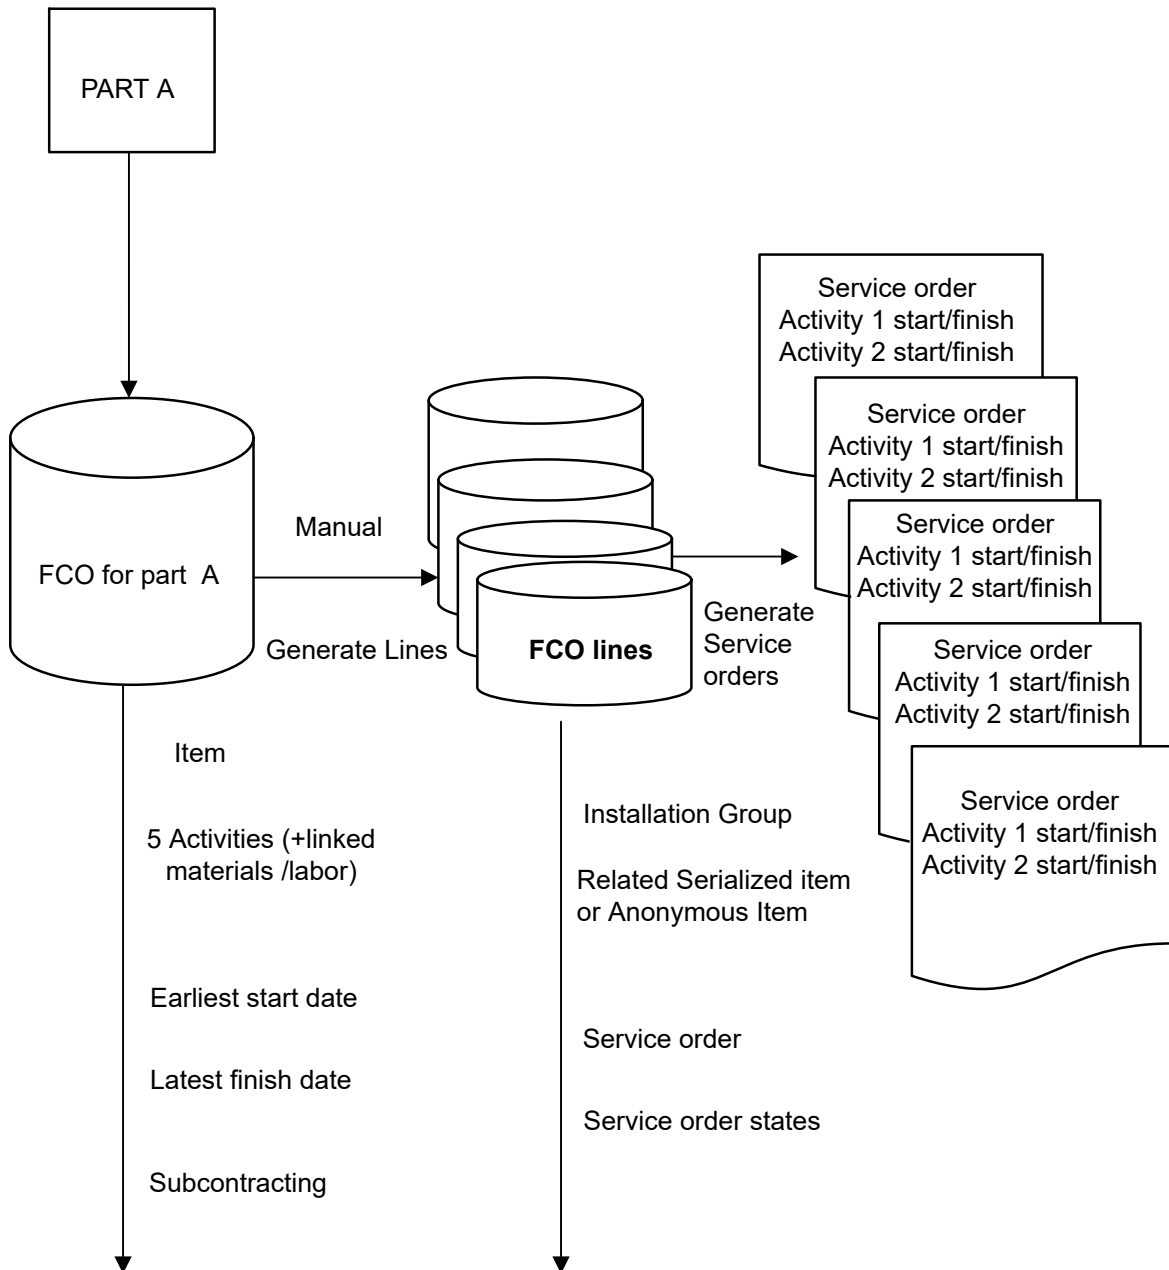 PART A
Service order
Activity 1 start/finish
Activity 2 start/finish
Service order
Activity 1 start/finish
Activity 2 start/finish
Service order
Activity 1 start/finish
Activity 2 start/finish
Service order
Activity 1 start/finish
Activity 2 start/finish
Service order
Activity 1 start/finish
Activity 2 start/finish
FCO for part A
Manual
Generate Lines
FCO lines
Generate
Service
orders
Item
5 Activities (+linked
materials /labor)
Earliest start date
Latest finish date
Subcontracting
Installation Group
Related Serialized item
or Anonymous Item
Service order
Service order states